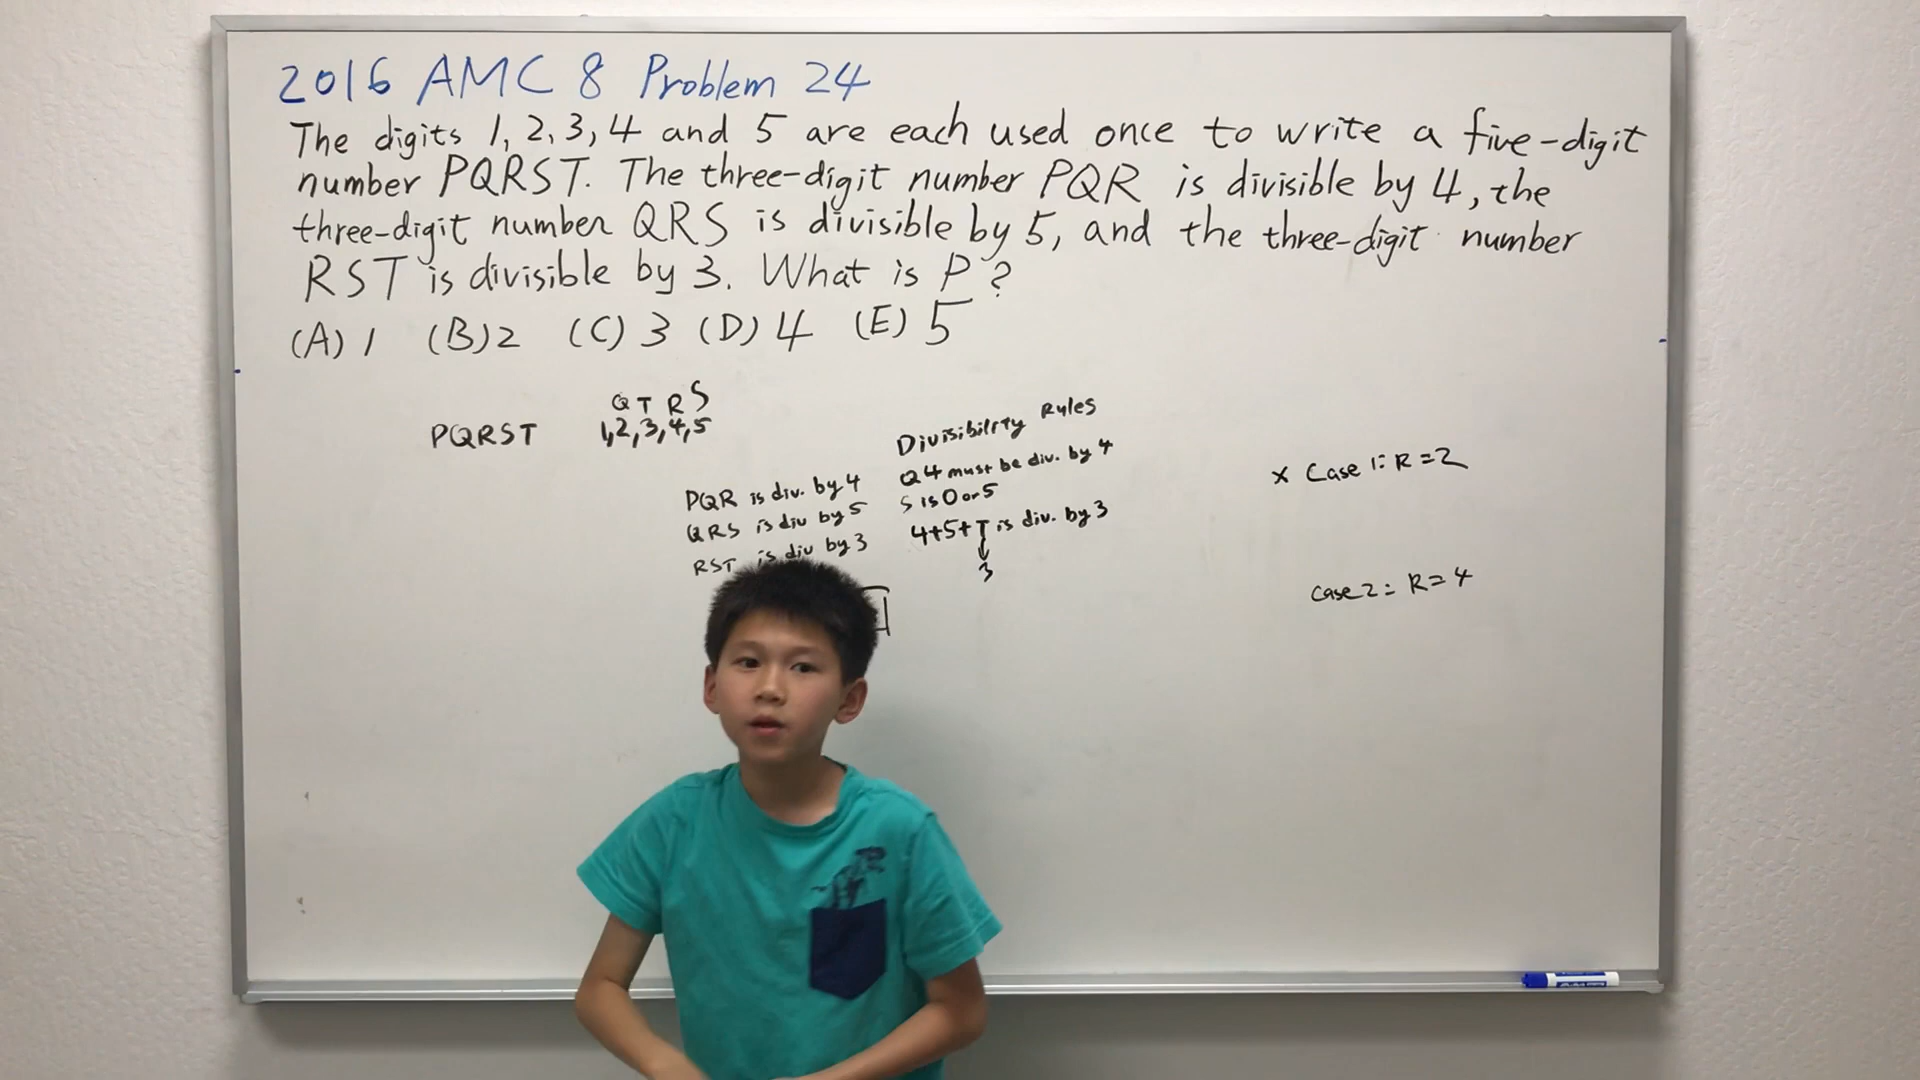 2016 AMC 8 Problem 24
The digits 1, 2, 3, 4 and 5 are each used once to write a five-digit
number PQRST. The three-digit number PQR is divisible by 4, the
three-digit number QRS is divisible by 5, and the three-digit number
RST is divisible by 3. What is P?
(A) 1 (B) 2 (C) 3 (D) 4 (E) 5
Q T R S
PQRST 1,2,3,4,5
Divisibility Rules
PQR is div. by 4 Q4 must be div. by 4
QRS is div by 5 S is 0 or 5
RST is div by 3 4+5+T is div. by 3
3
x Case 1: R=2
Case 2: R=4